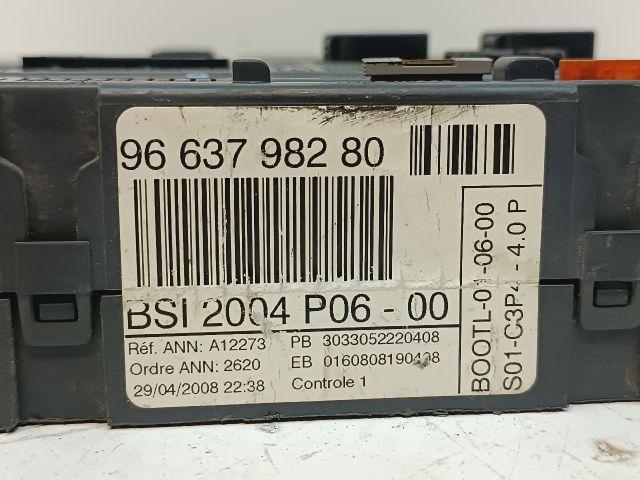 96 637 982 80
BSI 2004 P06 - 00
Réf. ANN: A12273
Ordre ANN: 2620
29/04/2008 22:38
PB 3033052220408
EB 0160808190408
Controle 1
BOOTL-01-06-00
S01-C3P4 - 4.0 P